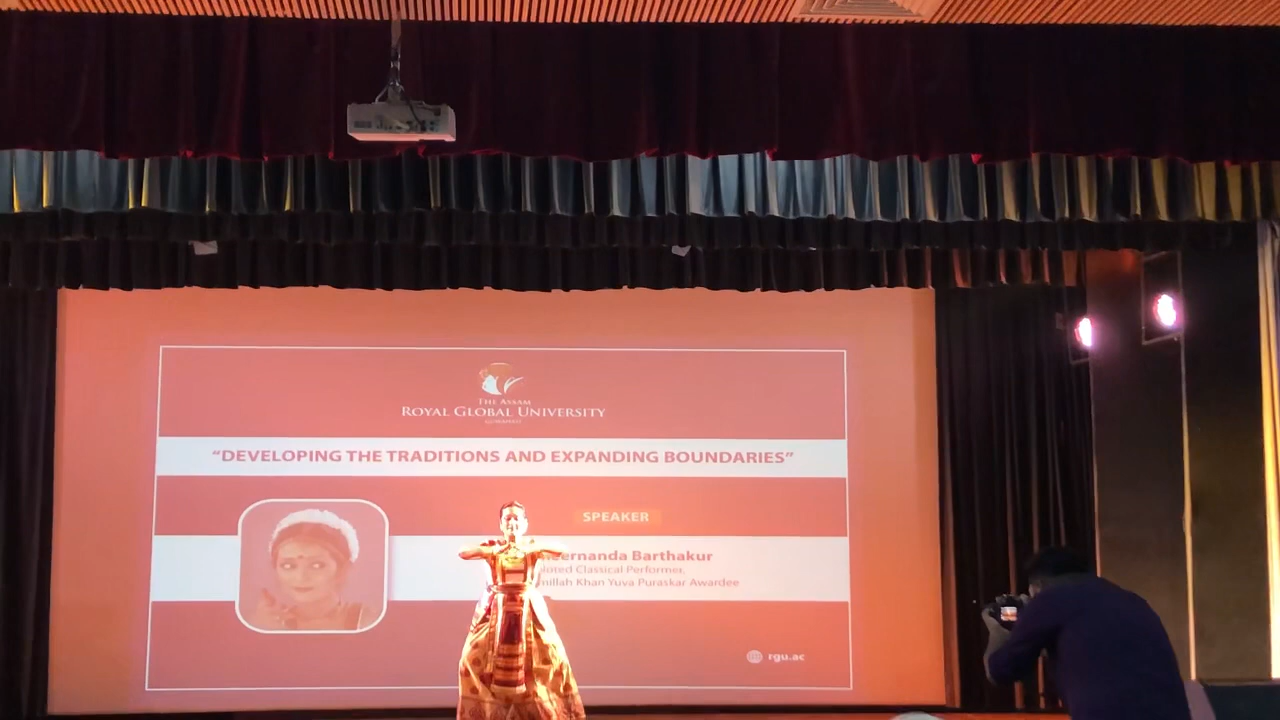 THE ASSAM
ROYAL GLOBAL UNIVERSITY
GUWAHATI
“DEVELOPING THE TRADITIONS AND EXPANDING BOUNDARIES”
SPEAKER
Barthakur
Classical Performer,
Khan Yuva Puraskar Awardee
rgu.ac